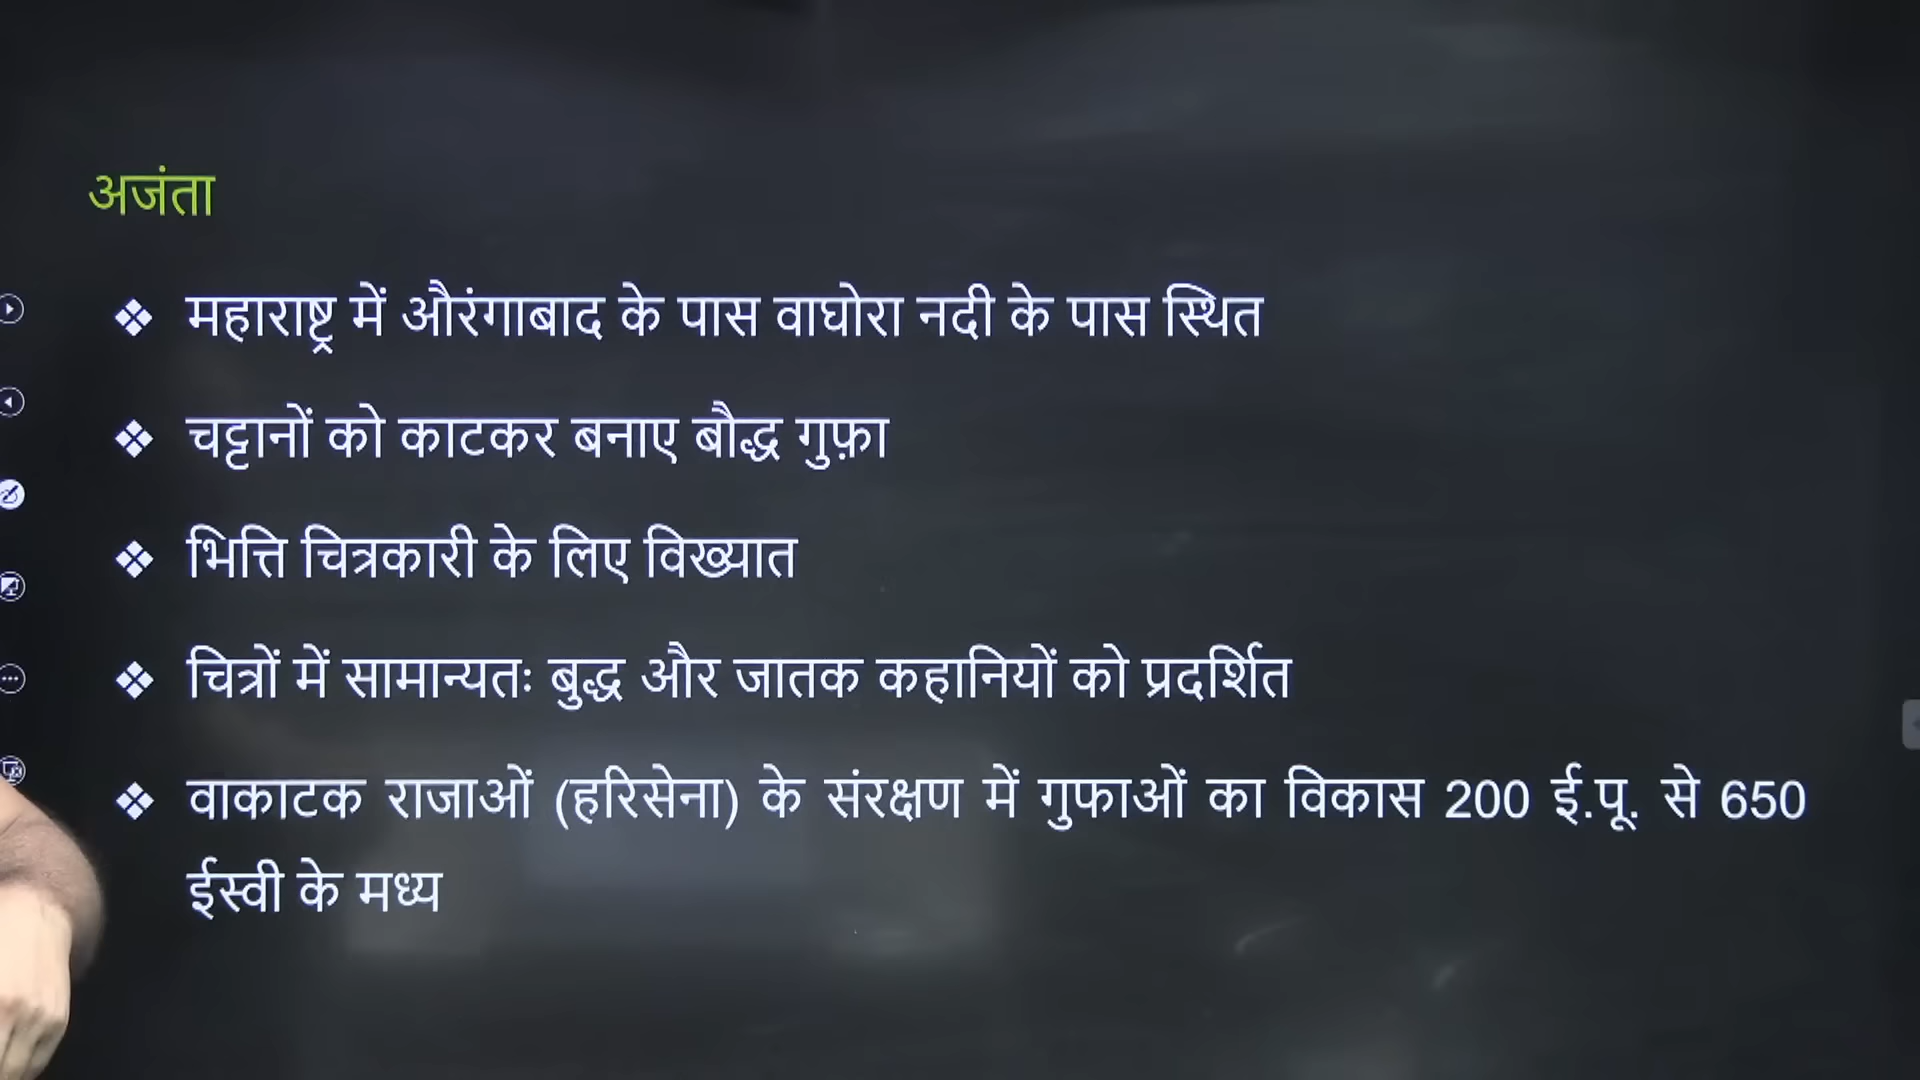 अजंता
❖ महाराष्ट्र में औरंगाबाद के पास वाघोरा नदी के पास स्थित
❖ चट्टानों को काटकर बनाए बौद्ध गुफ़ा
❖ भित्ति चित्रकारी के लिए विख्यात
❖ चित्रों में सामान्यतः बुद्ध और जातक कहानियों को प्रदर्शित
❖ वाकाटक राजाओं (हरिसेना) के संरक्षण में गुफाओं का विकास 200 ई.पू. से 650
ईस्वी के मध्य